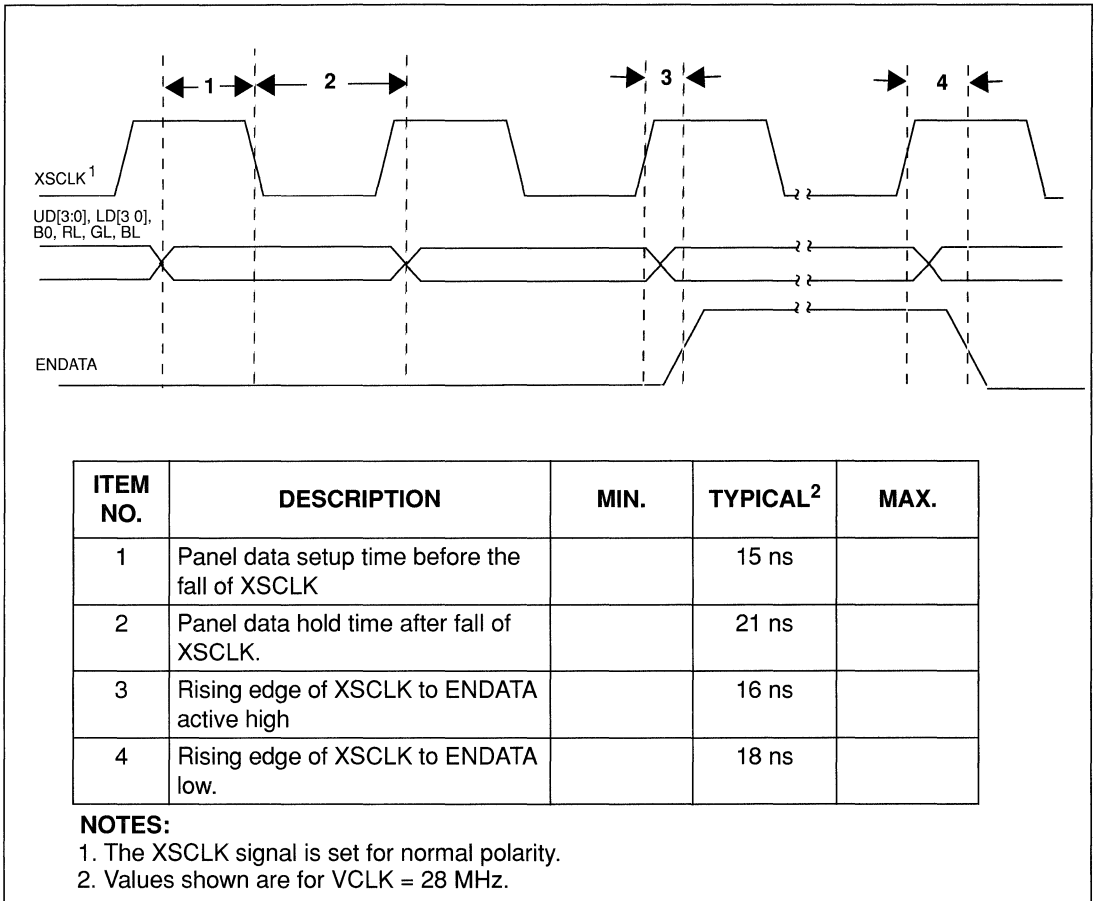 1 2 3 4
XSCLK1
UD[3:0], LD[3 0],
B0, RL, GL, BL
ENDATA
ITEM NO. DESCRIPTION MIN. TYPICAL2 MAX.
1 Panel data setup time before the fall of XSCLK 15 ns
2 Panel data hold time after fall of XSCLK. 21 ns
3 Rising edge of XSCLK to ENDATA active high 16 ns
4 Rising edge of XSCLK to ENDATA low. 18 ns
NOTES:
1. The XSCLK signal is set for normal polarity.
2. Values shown are for VCLK = 28 MHz.